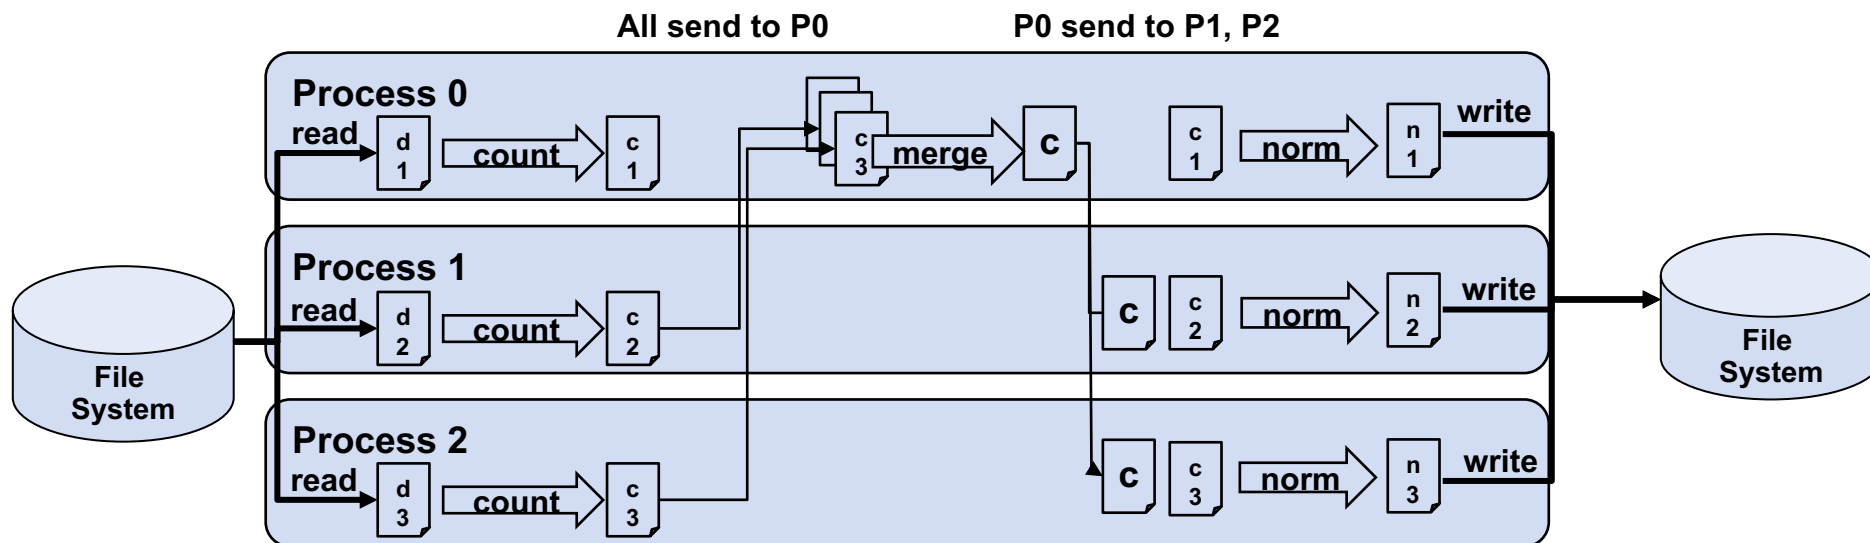 All send to P0
P0 send to P1, P2
Process 0
read
d
1
count
c
1
c
3
merge
c
c
1
norm
n
1
write
Process 1
read
d
2
count
c
2
c
c
2
norm
n
2
write
Process 2
read
d
3
count
c
3
c
c
3
norm
n
3
write
File
System
File
System